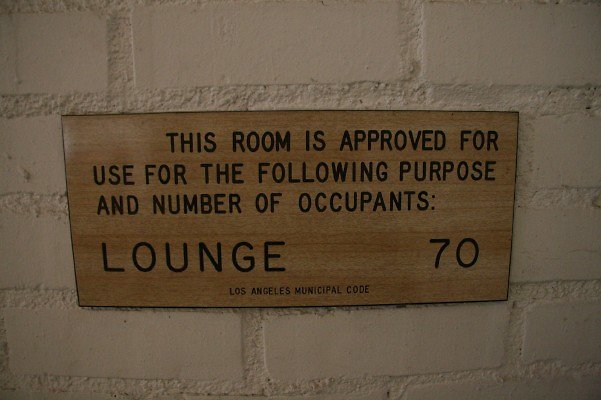 THIS ROOM IS APPROVED FOR
USE FOR THE FOLLOWING PURPOSE
AND NUMBER OF OCCUPANTS:
LOUNGE 70
LOS ANGELES MUNICIPAL CODE